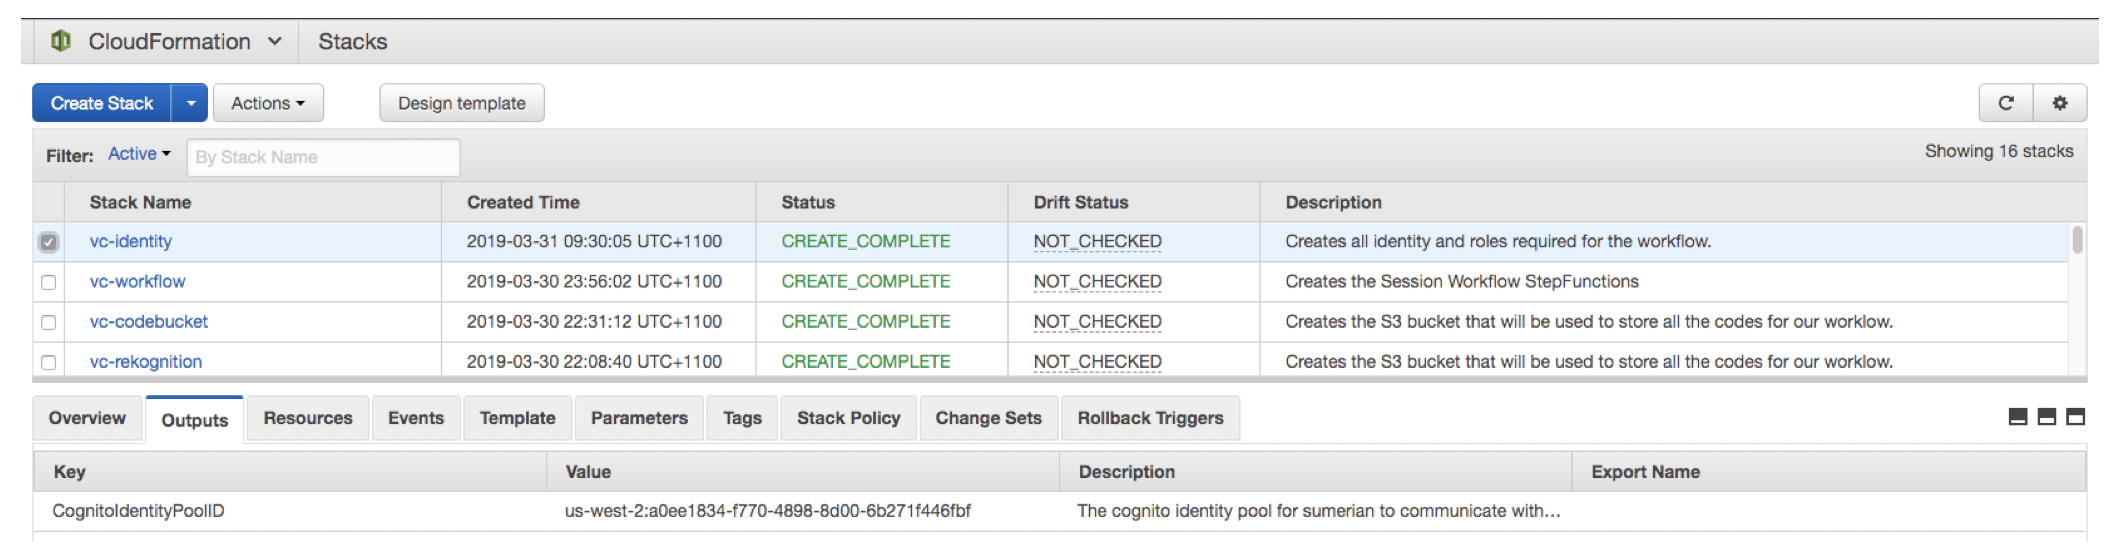 CloudFormation Stacks
Create Stack Actions Design template
Filter: Active By Stack Name Showing 16 stacks
Stack Name Created Time Status Drift Status Description
vc-identity 2019-03-31 09:30:05 UTC+1100 CREATE_COMPLETE NOT_CHECKED Creates all identity and roles required for the workflow.
vc-workflow 2019-03-30 23:56:02 UTC+1100 CREATE_COMPLETE NOT_CHECKED Creates the Session Workflow StepFunctions
vc-codebucket 2019-03-30 22:31:12 UTC+1100 CREATE_COMPLETE NOT_CHECKED Creates the S3 bucket that will be used to store all the codes for our worklow.
vc-rekognition 2019-03-30 22:08:40 UTC+1100 CREATE_COMPLETE NOT_CHECKED Creates the S3 bucket that will be used to store all the codes for our worklow.
Overview Outputs Resources Events Template Parameters Tags Stack Policy Change Sets Rollback Triggers
Key Value Description Export Name
CognitoIdentityPoolID us-west-2:a0ee1834-f770-4898-8d00-6b271f446fbf The cognito identity pool for sumerian to communicate with...